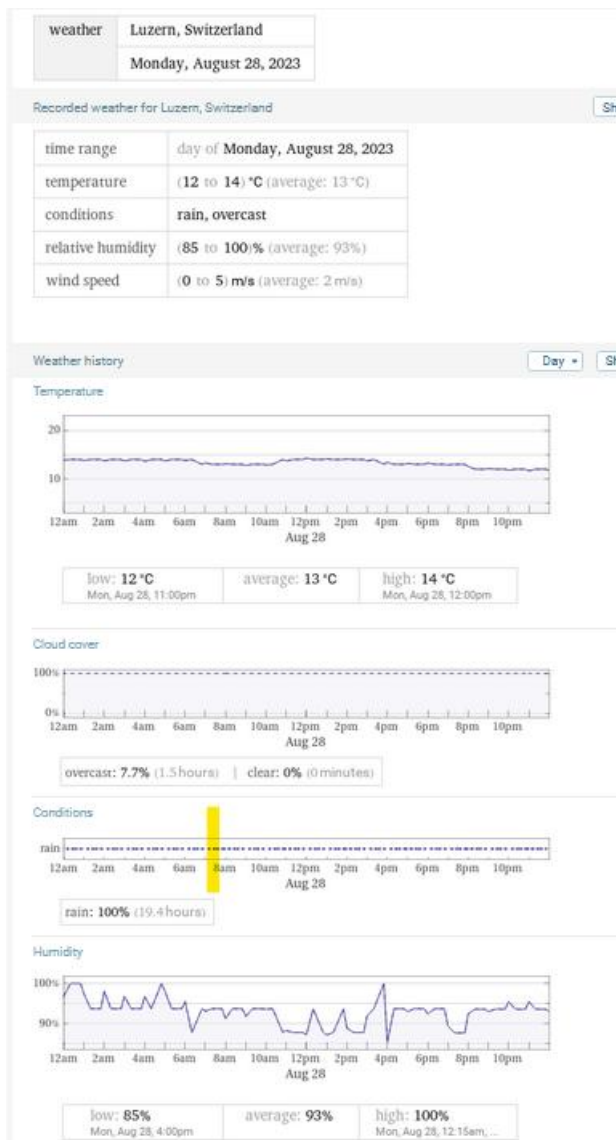 weather Luzern, Switzerland
Monday, August 28, 2023
Recorded weather for Luzern, Switzerland Sh
time range day of Monday, August 28, 2023
temperature (12 to 14) °C (average: 13 °C)
conditions rain, overcast
relative humidity (85 to 100)% (average: 93%)
wind speed (0 to 5) m/s (average: 2 m/s)
Weather history Day Sh
Temperature
20
10
12am 2am 4am 6am 8am 10am 12pm 2pm 4pm 6pm 8pm 10pm
Aug 28
low: 12 °C average: 13 °C high: 14 °C
Mon, Aug 28, 11:00pm Mon, Aug 28, 12:00pm
Cloud cover
100%
0%
12am 2am 4am 6am 8am 10am 12pm 2pm 4pm 6pm 8pm 10pm
Aug 28
overcast: 7.7% (1.5 hours) | clear: 0% (0 minutes)
Conditions
rain
12am 2am 4am 6am 8am 10am 12pm 2pm 4pm 6pm 8pm 10pm
Aug 28
rain: 100% (19.4 hours)
Humidity
100%
90%
12am 2am 4am 6am 8am 10am 12pm 2pm 4pm 6pm 8pm 10pm
Aug 28
low: 85% average: 93% high: 100%
Mon, Aug 28, 4:00pm Mon, Aug 28, 12:15am, ...